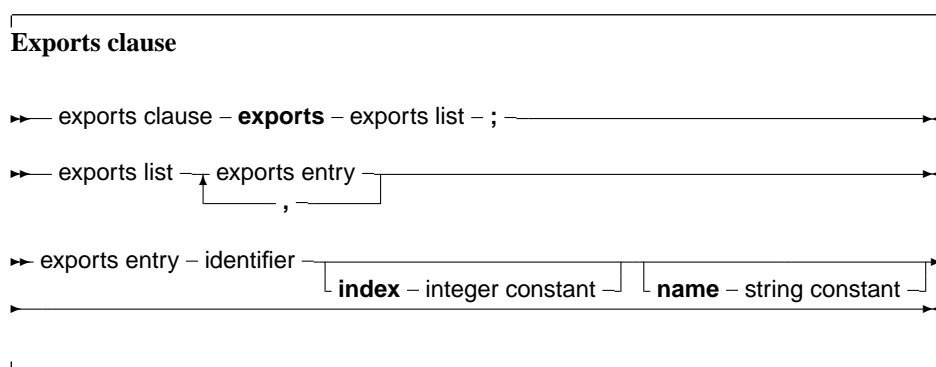 Exports clause
exports clause – exports – exports list – ;
exports list exports entry
,
exports entry – identifier
index – integer constant name – string constant